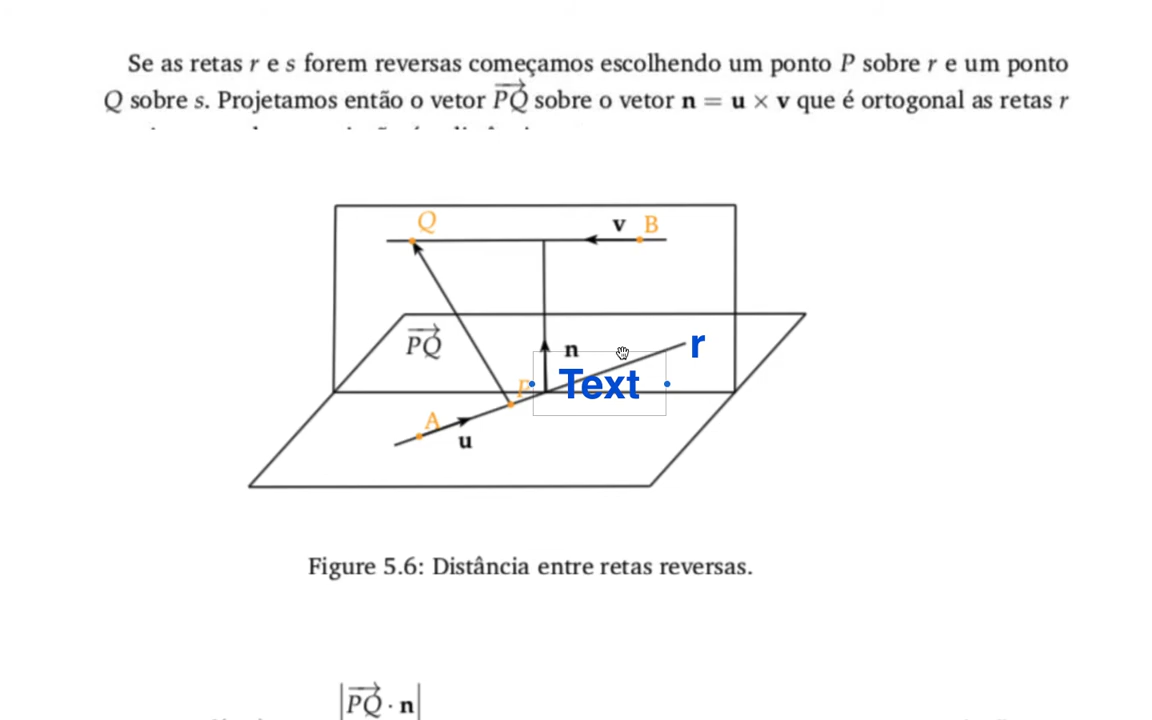 Se as retas r e s forem reversas começamos escolhendo um ponto P sobre r e um ponto
Q sobre s. Projetamos então o vetor PQ sobre o vetor n = u × v que é ortogonal as retas r
Q
v B
PQ
n
r
P
Text
A
u
Figure 5.6: Distância entre retas reversas.
|PQ · n|